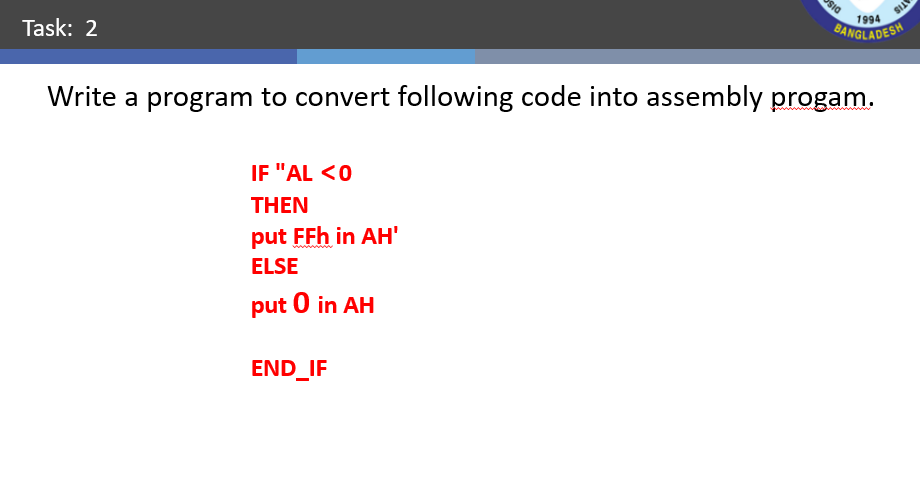 Task: 2
1994
BANGLADESH
Write a program to convert following code into assembly progam.
IF "AL <0
THEN
put FFh in AH'
ELSE
put 0 in AH
END_IF